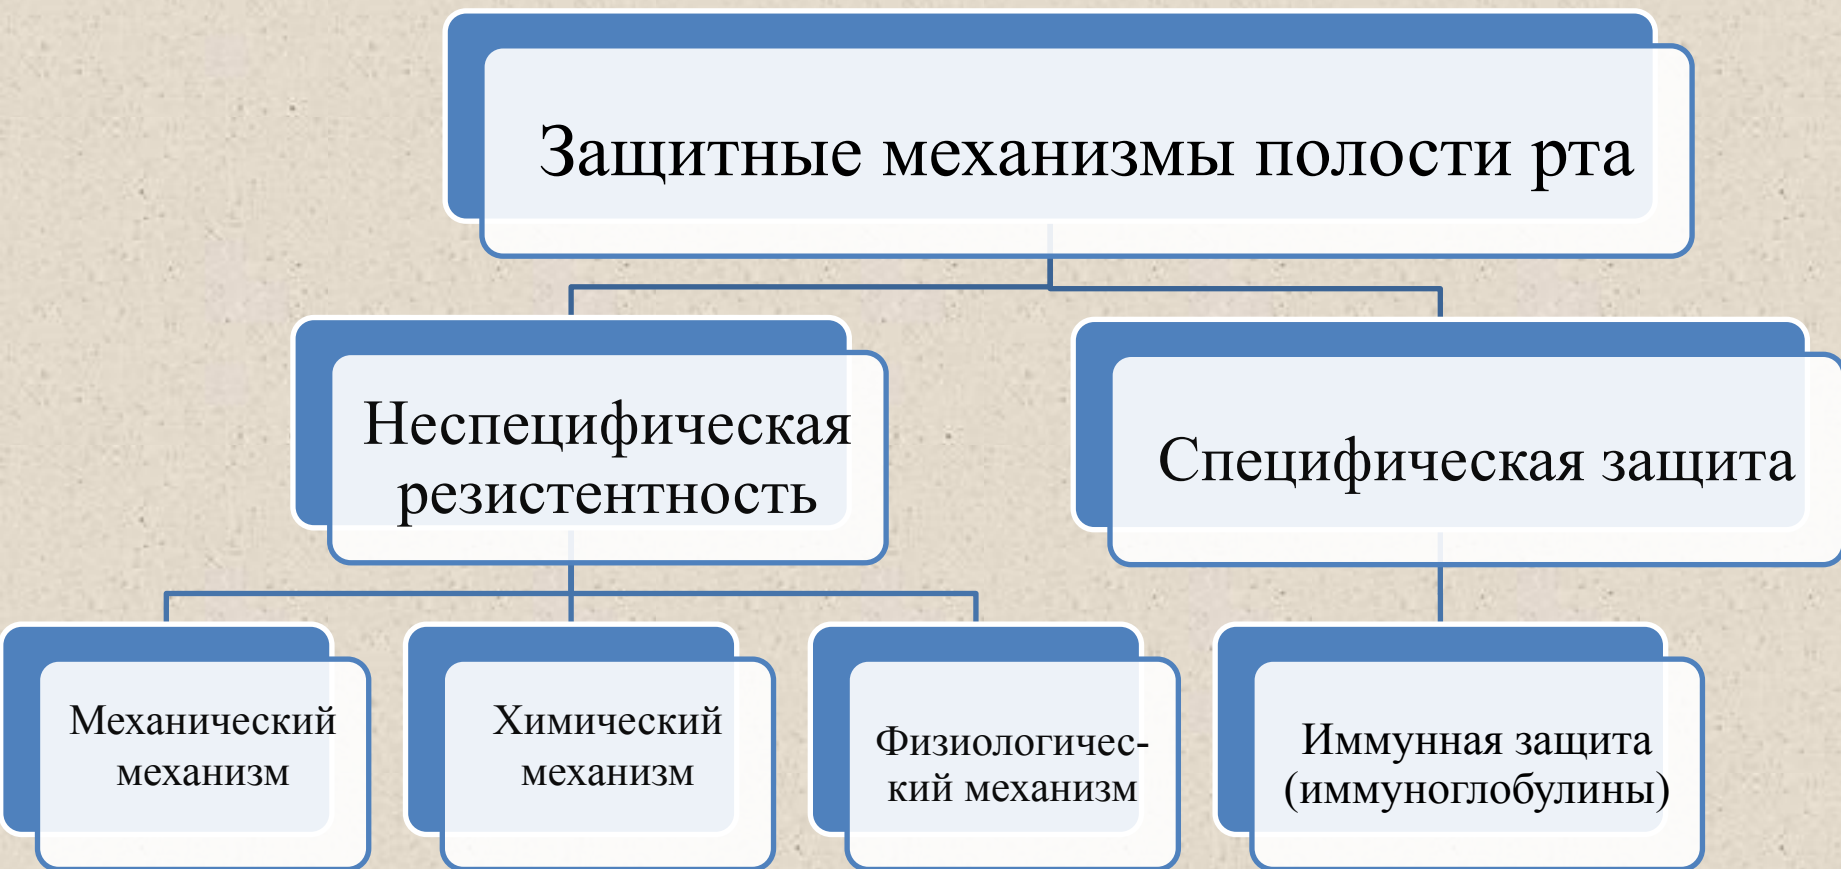 Защитные механизмы полости рта
Неспецифическая
резистентность
Специфическая защита
Механический
механизм
Химический
механизм
Физиологичес-
кий механизм
Иммунная защита
(иммуноглобулины)